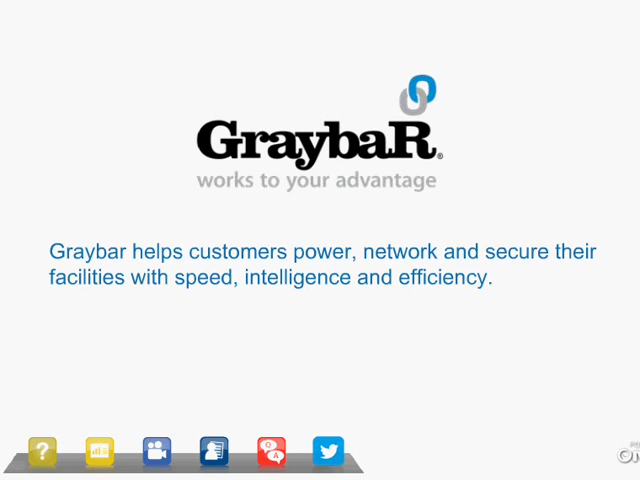 GraybaR®
works to your advantage
Graybar helps customers power, network and secure their
facilities with speed, intelligence and efficiency.
?
Q
A